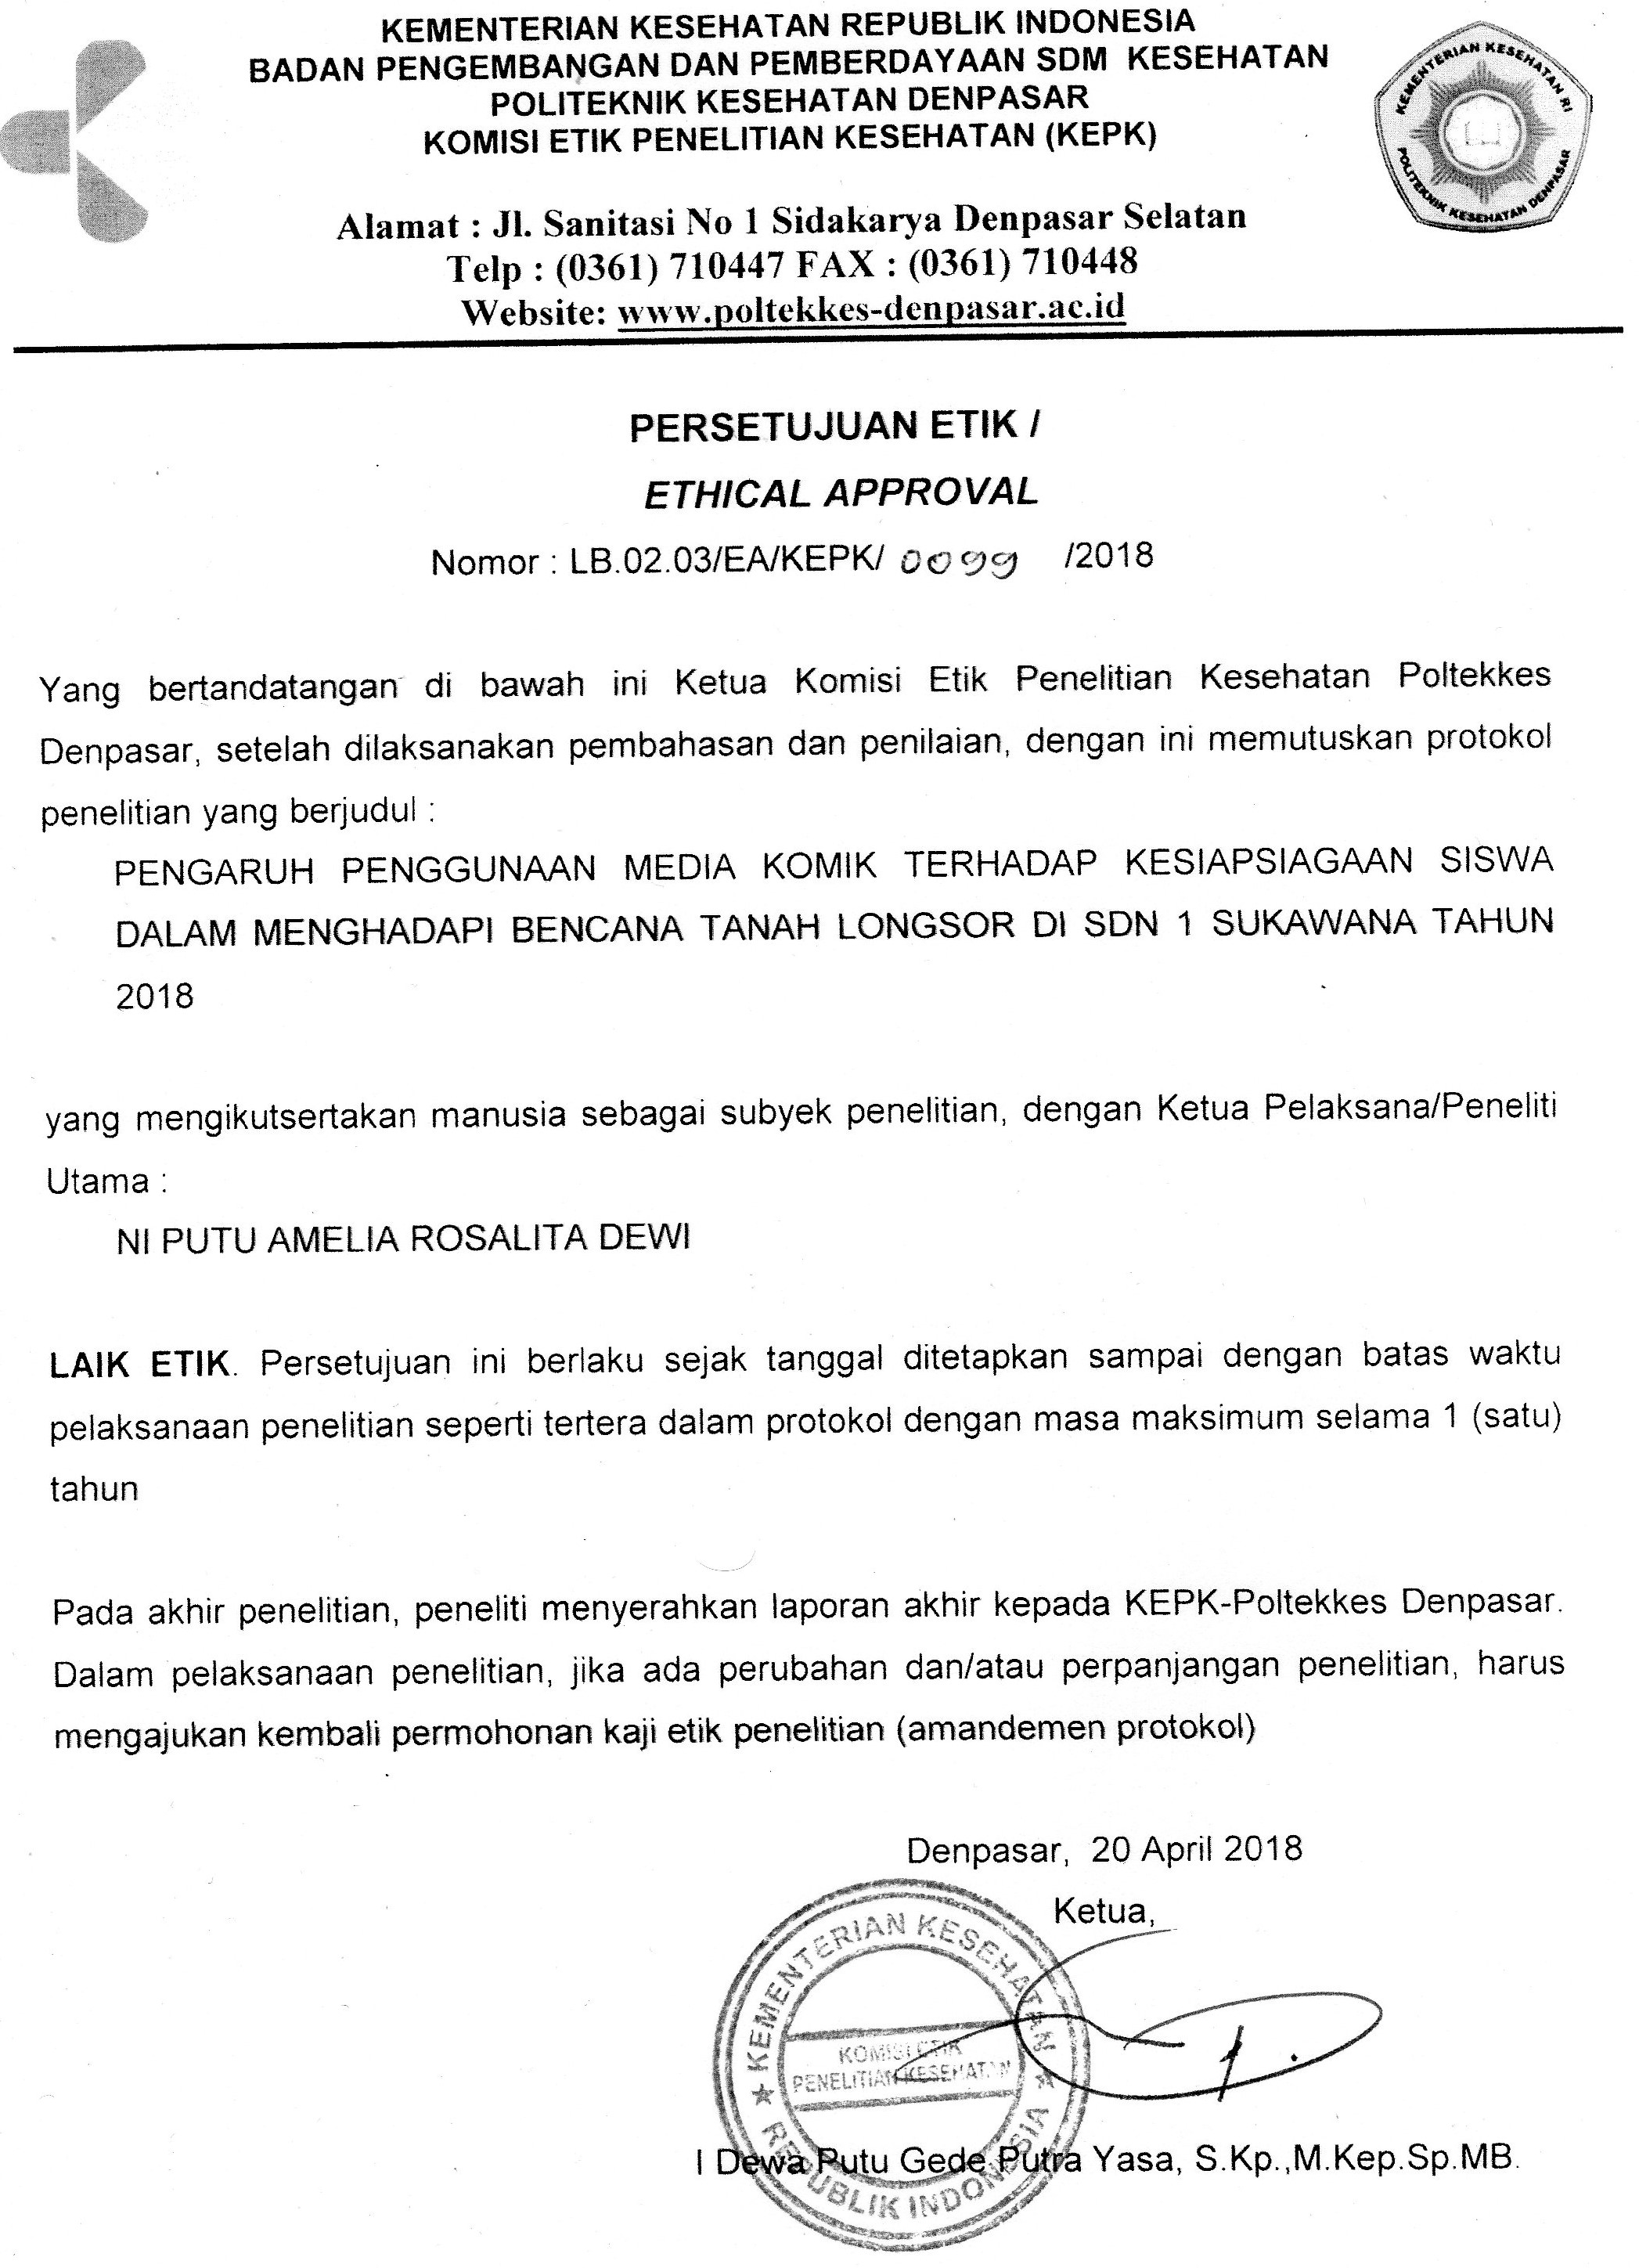 KEMENTERIAN KESEHATAN REPUBLIK INDONESIA
BADAN PENGEMBANGAN DAN PEMBERDAYAAN SDM KESEHATAN
POLITEKNIK KESEHATAN DENPASAR
KOMISI ETIK PENELITIAN KESEHATAN (KEPK)
KEMENTERIAN KESEHATAN RI
POLITEKNIK KESEHATAN DENPASAR
Alamat : Jl. Sanitasi No 1 Sidakarya Denpasar Selatan
Telp : (0361) 710447 FAX : (0361) 710448
Website: www.poltekkes-denpasar.ac.id
PERSETUJUAN ETIK /
ETHICAL APPROVAL
Nomor : LB.02.03/EA/KEPK/ 0099 /2018
Yang bertandatangan di bawah ini Ketua Komisi Etik Penelitian Kesehatan Poltekkes
Denpasar, setelah dilaksanakan pembahasan dan penilaian, dengan ini memutuskan protokol
penelitian yang berjudul :
PENGARUH PENGGUNAAN MEDIA KOMIK TERHADAP KESIAPSIAGAAN SISWA
DALAM MENGHADAPI BENCANA TANAH LONGSOR DI SDN 1 SUKAWANA TAHUN
2018
yang mengikutsertakan manusia sebagai subyek penelitian, dengan Ketua Pelaksana/Peneliti
Utama :
NI PUTU AMELIA ROSALITA DEWI
LAIK ETIK. Persetujuan ini berlaku sejak tanggal ditetapkan sampai dengan batas waktu
pelaksanaan penelitian seperti tertera dalam protokol dengan masa maksimum selama 1 (satu)
tahun
Pada akhir penelitian, peneliti menyerahkan laporan akhir kepada KEPK-Poltekkes Denpasar.
Dalam pelaksanaan penelitian, jika ada perubahan dan/atau perpanjangan penelitian, harus
mengajukan kembali permohonan kaji etik penelitian (amandemen protokol)
Denpasar, 20 April 2018
Ketua,
KEMENTERIAN KESEHATAN
KOMISI ETIK
PENELITIAN KESEHATAN
REPUBLIK INDONESIA
I Dewa Putu Gede Putra Yasa, S.Kp.,M.Kep.Sp.MB.